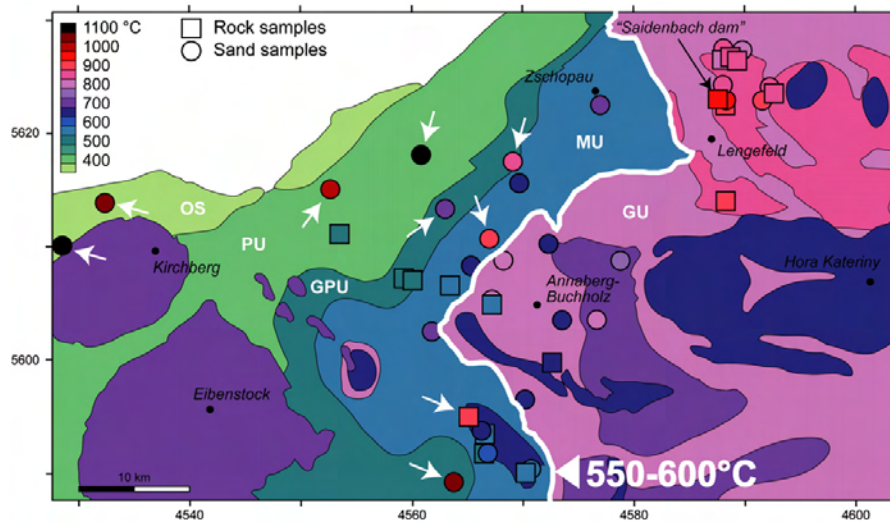 1100 °C
1000
900
800
700
600
500
400
Rock samples
Sand samples
"Saidenbach dam"
Zschopau
5620
MU
Lengefeld
OS
GU
PU
Kirchberg
Hora Kateriny
GPU
Annaberg-
Buchholz
5600
Eibenstock
550-600°C
10 km
4540
4560
4580
4600